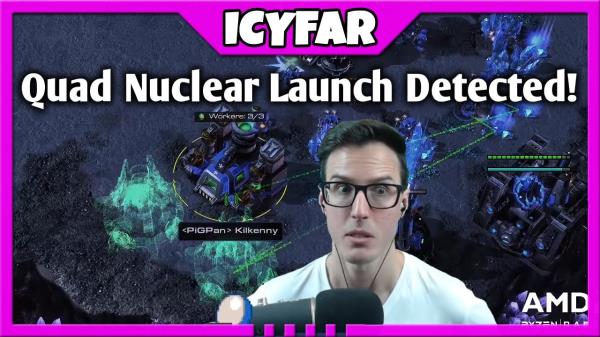 ICYFAR
Quad Nuclear Launch Detected!
Workers: 3/3
<PiGPan> Kilkenny
AMD